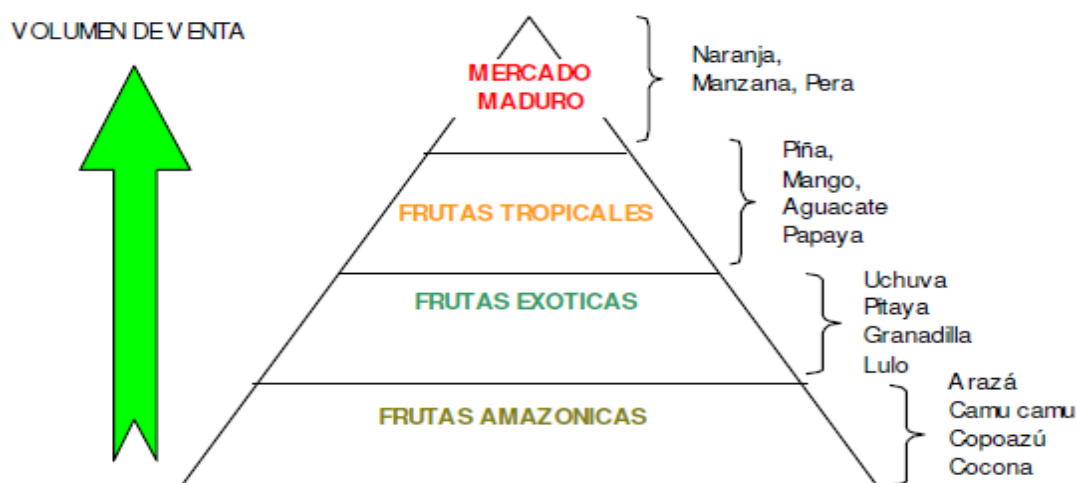 VOLUMEN DE VENTA
MERCADO
MADURO
Naranja,
Manzana, Pera
FRUTAS TROPICALES
Piña,
Mango,
Aguacate
Papaya
FRUTAS EXOTICAS
Uchuva
Pitaya
Granadilla
Lulo
FRUTAS AMAZONICAS
Arazá
Camu camu
Copoazú
Cocona